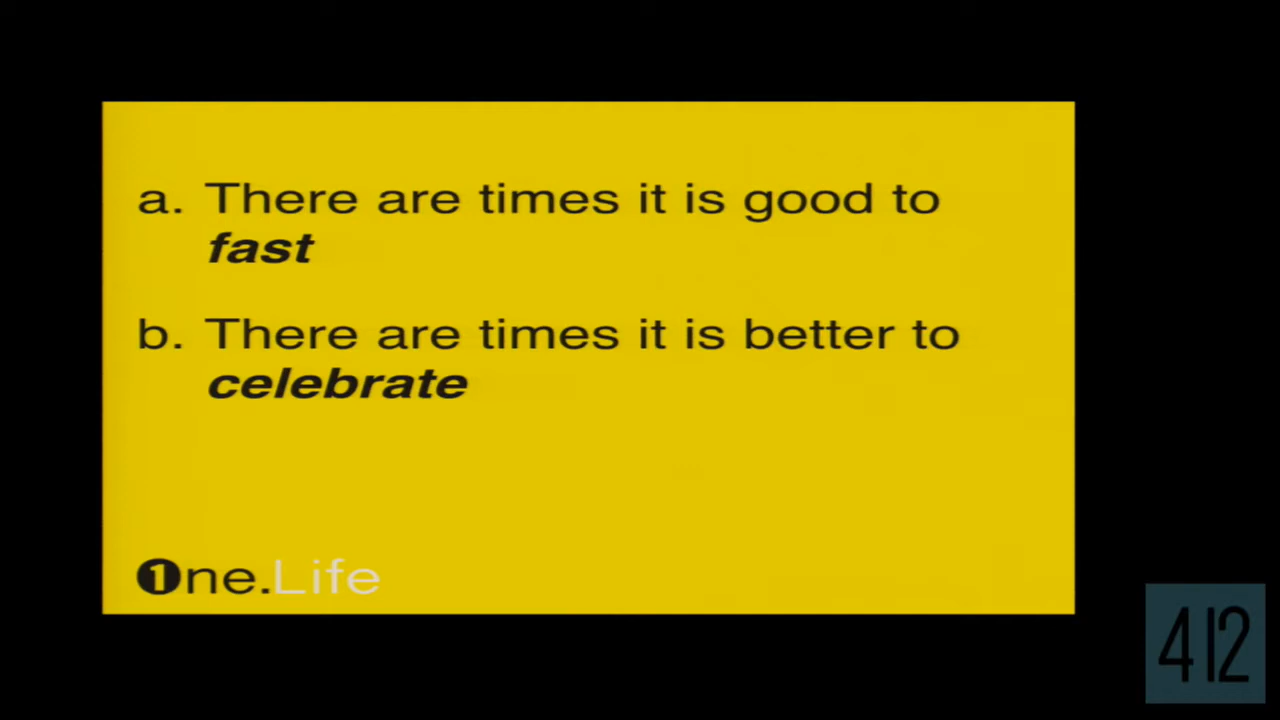 a. There are times it is good to
fast
b. There are times it is better to
celebrate
1ne.Life
412